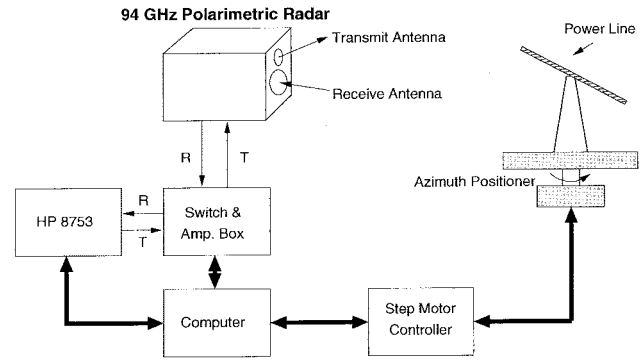 94 GHz Polarimetric Radar
Transmit Antenna
Power Line
Receive Antenna
R
T
Azimuth Positioner
R
HP 8753
Switch &
Amp. Box
T
Computer
Step Motor
Controller